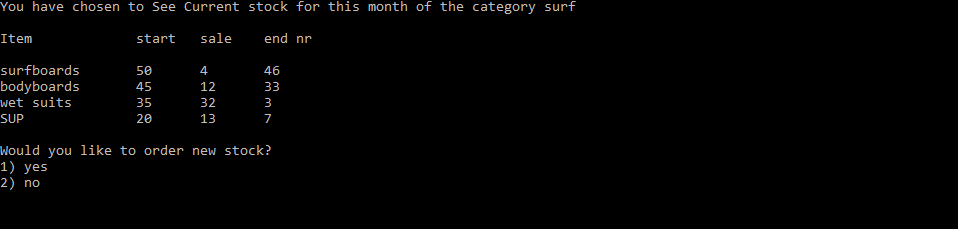 You have chosen to See Current stock for this month of the category surf
Item start sale end nr
surfboards 50 4 46
bodyboards 45 12 33
wet suits 35 32 3
SUP 20 13 7
Would you like to order new stock?
1) yes
2) no